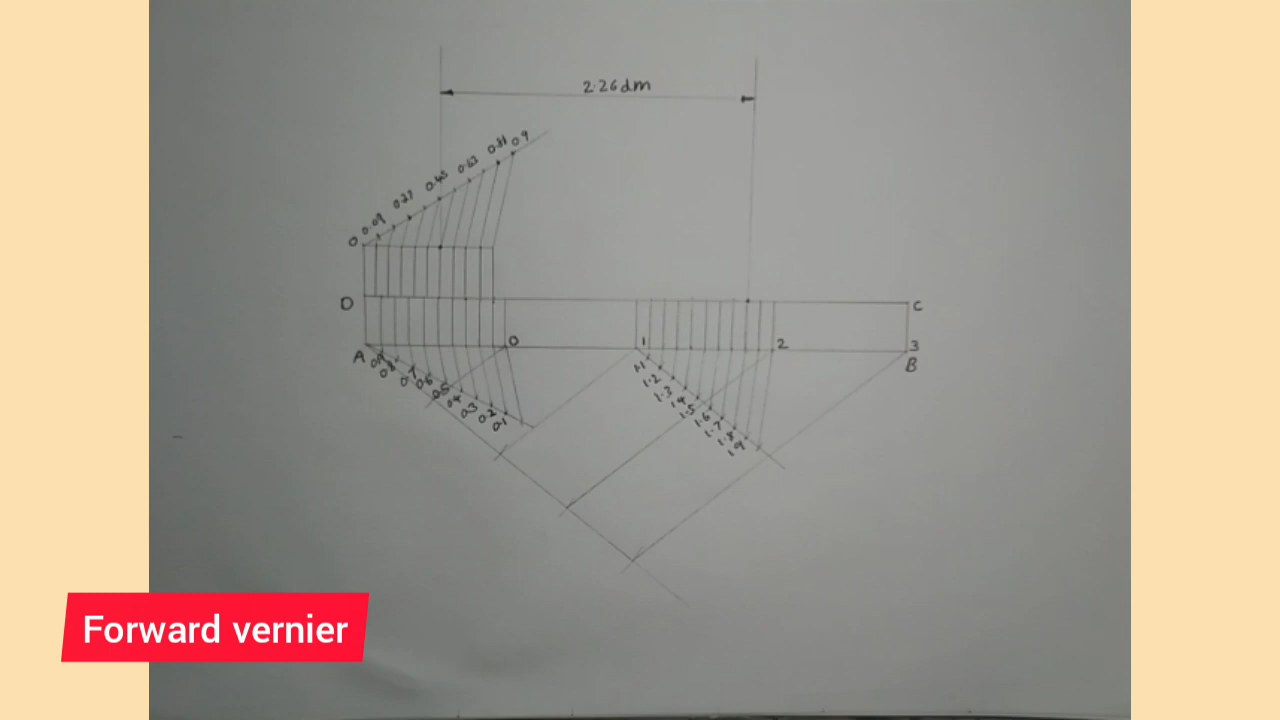 2.26dm
0 0.09 0.27 0.45 0.63 0.81 0.9
D C
A 0 1 2 3
B
0.9 0.8 0.7 0.6 0.5 0.4 0.3 0.2 0.1
1.1 1.2 1.3 1.4 1.5 1.6 1.7 1.8 1.9
Forward vernier